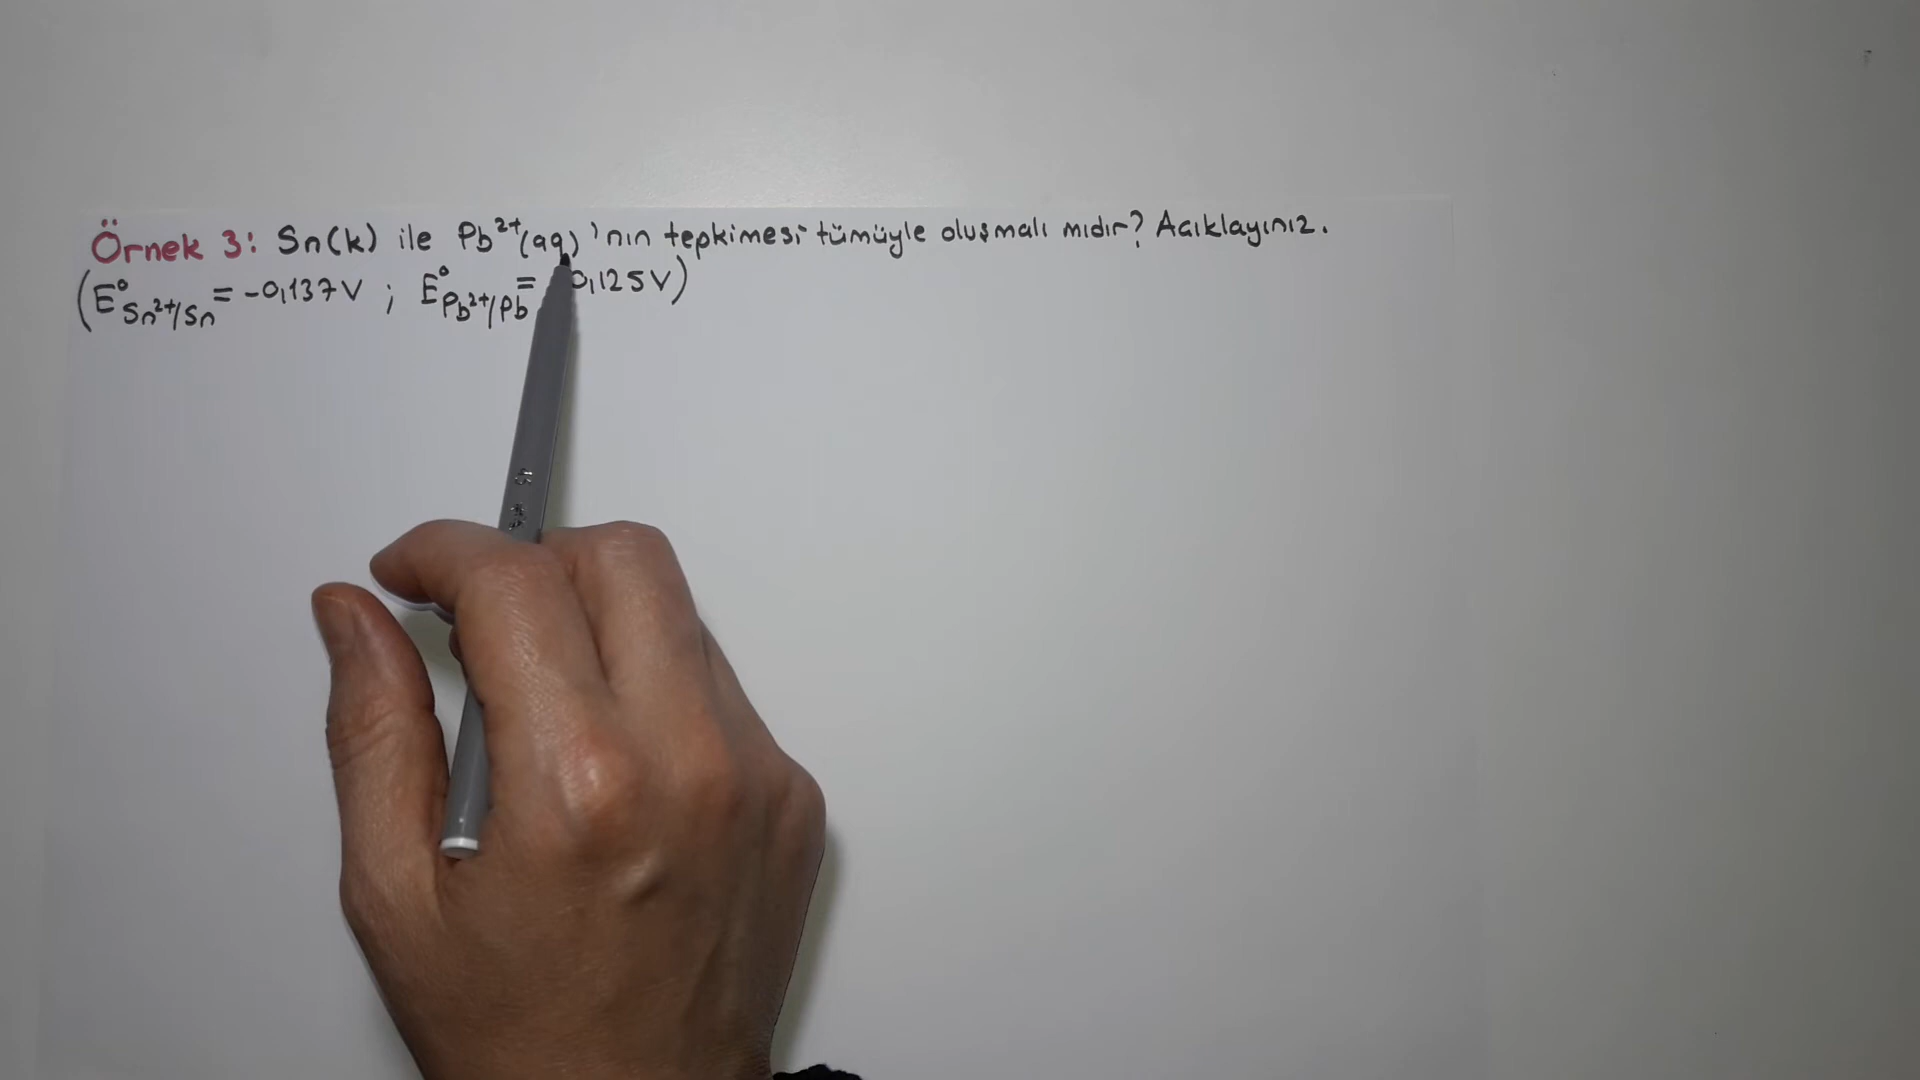 Örnek 3: Sn(k) ile Pb²⁺(aq)'nın tepkimesi tümüyle oluşmalı mıdır? Acıklayınız.
(E°Sn²⁺/Sn = -0,137V ; E°Pb²⁺/Pb = 0,125V)